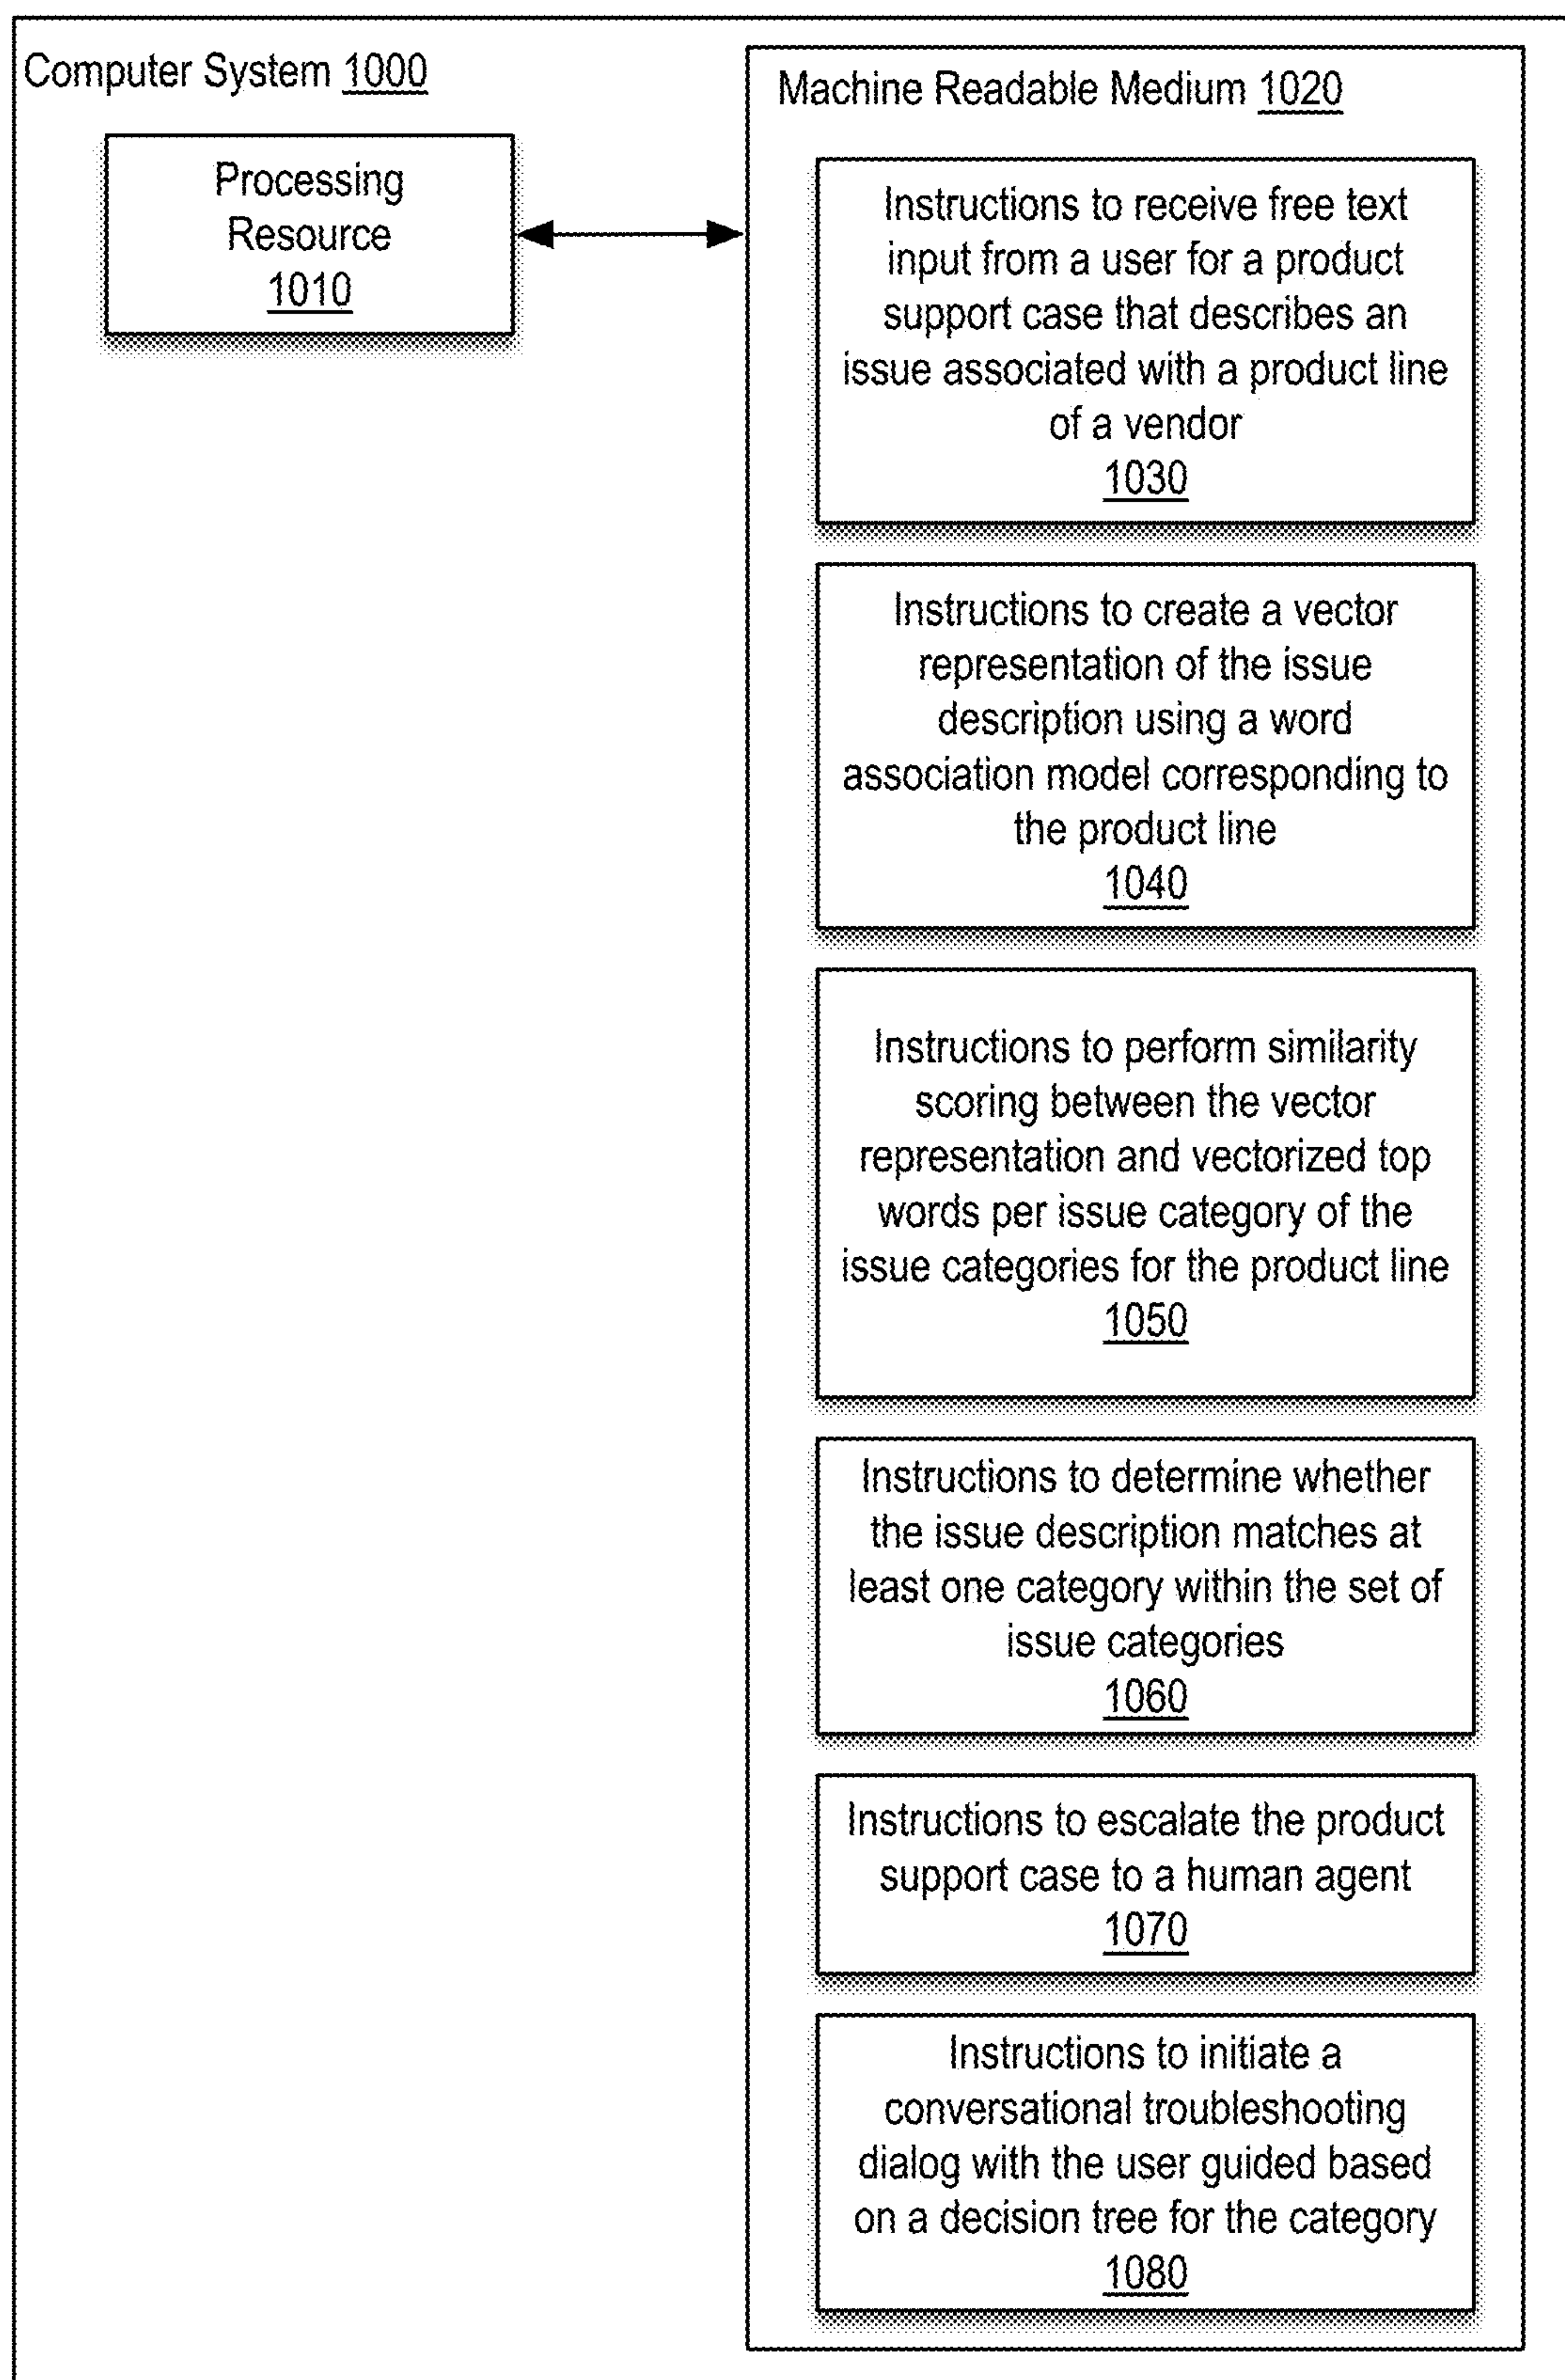 Computer System 1000
Processing
Resource
1010
Machine Readable Medium 1020
Instructions to receive free text
input from a user for a product
support case that describes an
issue associated with a product line
of a vendor
1030
Instructions to create a vector
representation of the issue
description using a word
association model corresponding to
the product line
1040
Instructions to perform similarity
scoring between the vector
representation and vectorized top
words per issue category of the
issue categories for the product line
1050
Instructions to determine whether
the issue description matches at
least one category within the set of
issue categories
1060
Instructions to escalate the product
support case to a human agent
1070
Instructions to initiate a
conversational troubleshooting
dialog with the user guided based
on a decision tree for the category
1080